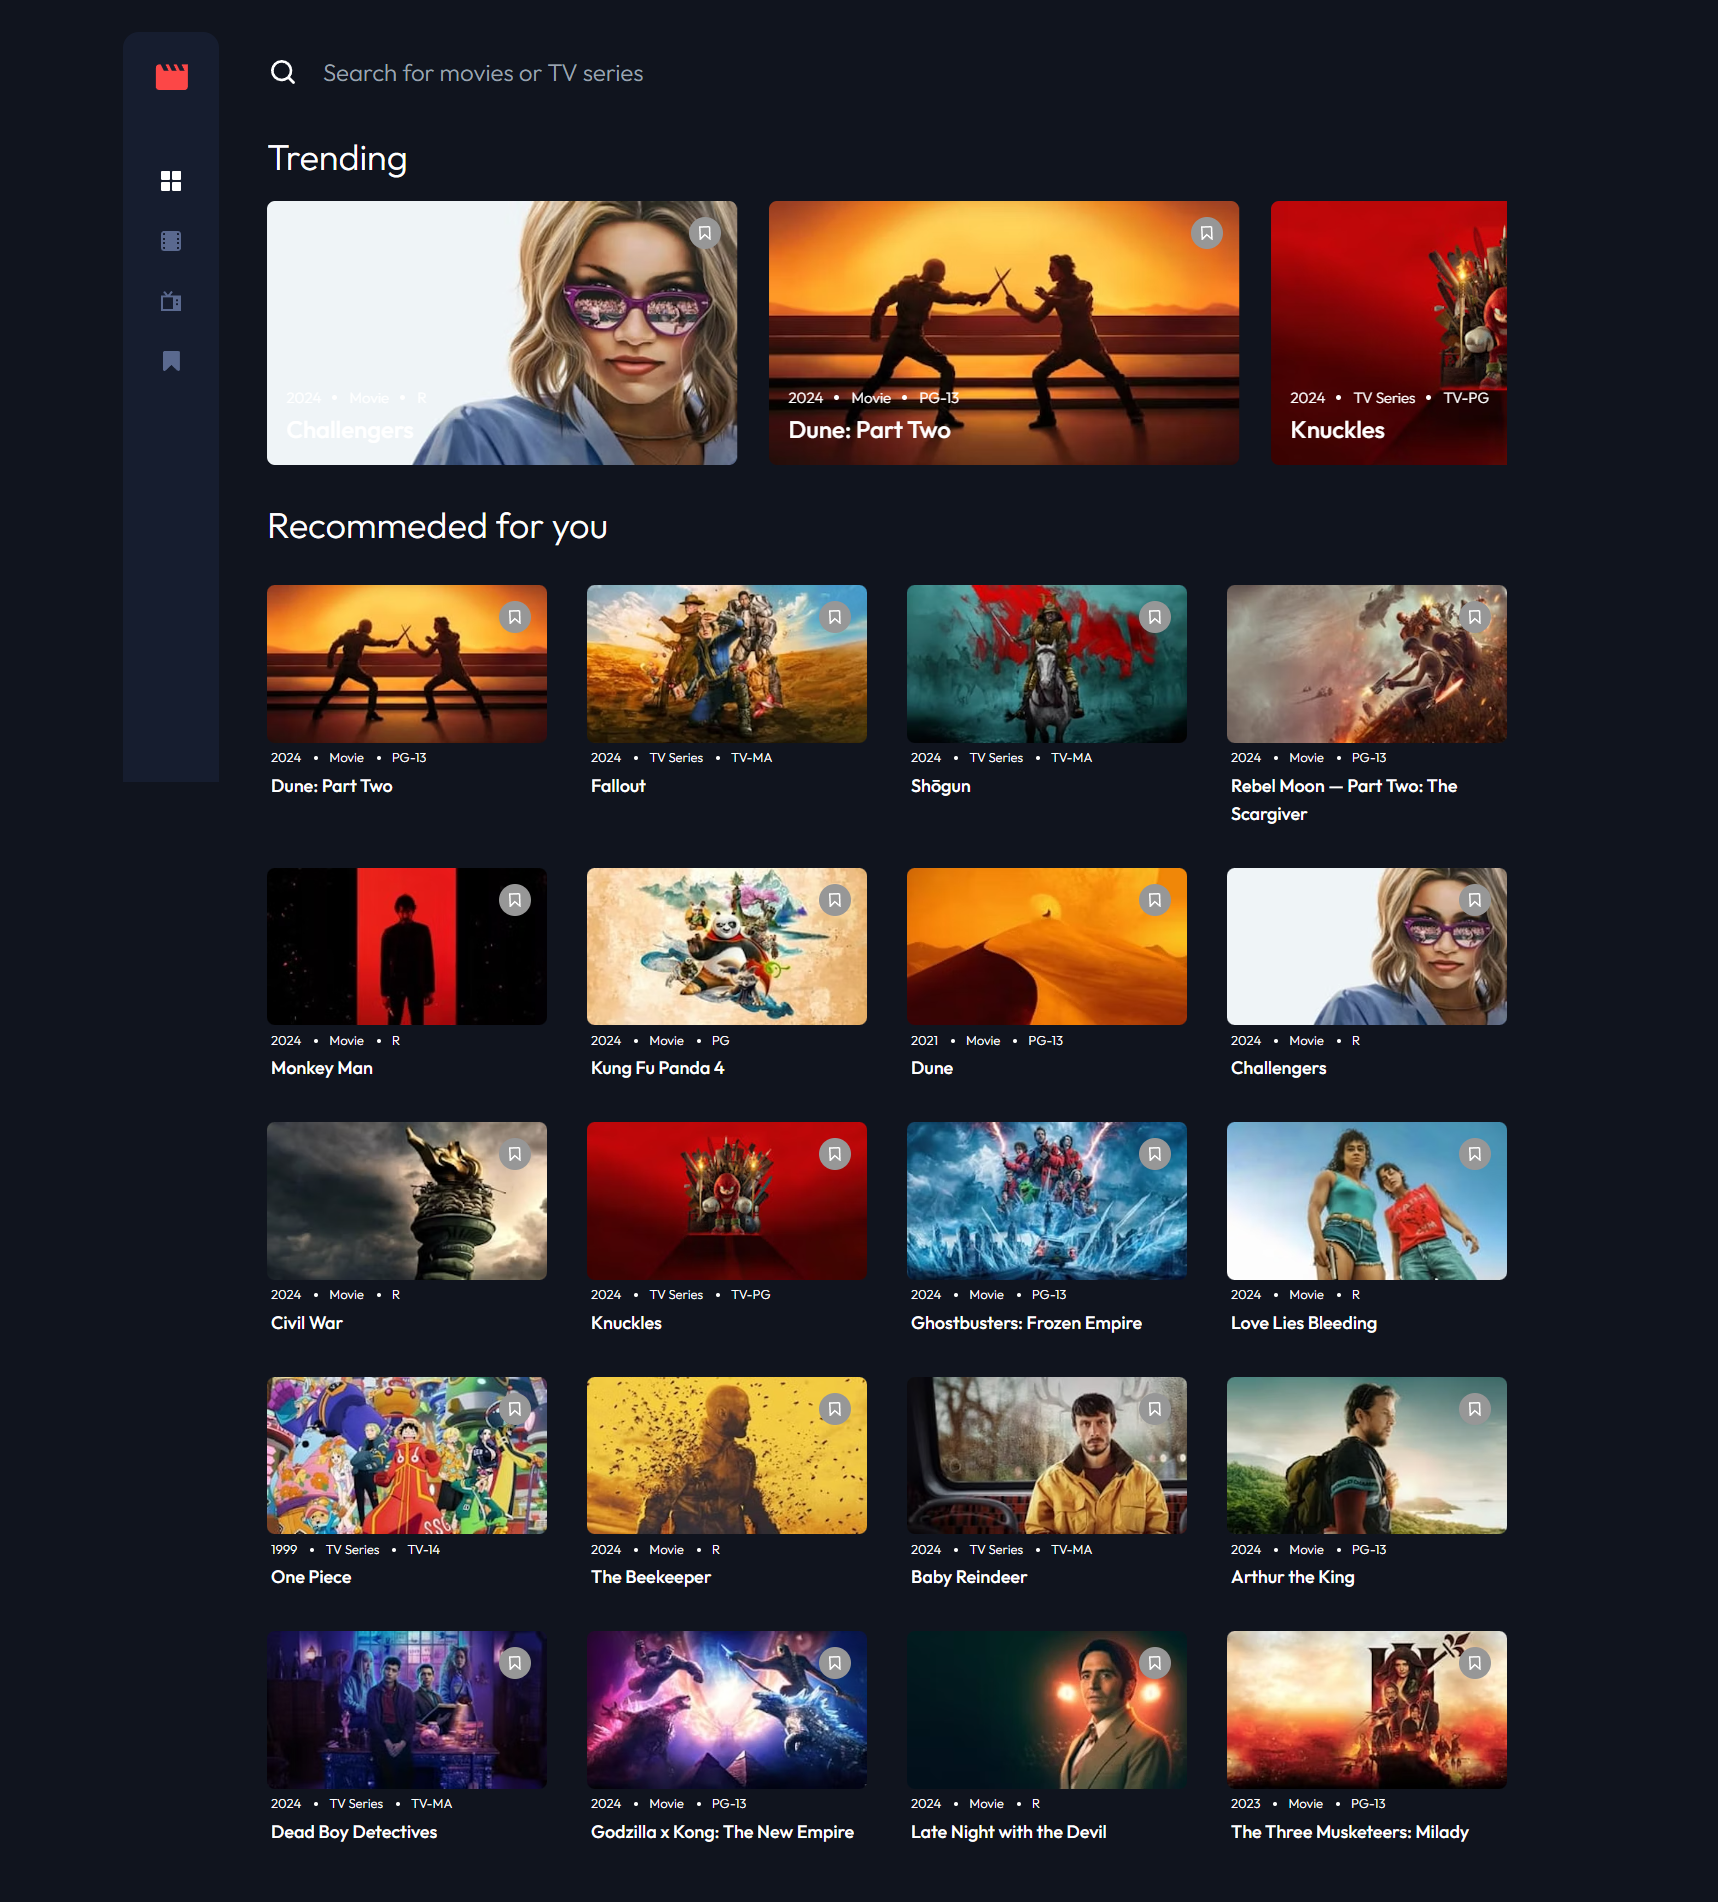 Search for movies or TV series
Trending
2024 • Movie • R
Challengers
2024 • Movie • PG-13
Dune: Part Two
2024 • TV Series • TV-PG
Knuckles
Recommeded for you
2024 • Movie • PG-13
Dune: Part Two
2024 • TV Series • TV-MA
Fallout
2024 • TV Series • TV-MA
Shōgun
2024 • Movie • PG-13
Rebel Moon — Part Two: The
Scargiver
2024 • Movie • R
Monkey Man
2024 • Movie • PG
Kung Fu Panda 4
2021 • Movie • PG-13
Dune
2024 • Movie • R
Challengers
2024 • Movie • R
Civil War
2024 • TV Series • TV-PG
Knuckles
2024 • Movie • PG-13
Ghostbusters: Frozen Empire
2024 • Movie • R
Love Lies Bleeding
1999 • TV Series • TV-14
One Piece
2024 • Movie • R
The Beekeeper
2024 • TV Series • TV-MA
Baby Reindeer
2024 • Movie • PG-13
Arthur the King
2024 • TV Series • TV-MA
Dead Boy Detectives
2024 • Movie • PG-13
Godzilla x Kong: The New Empire
2024 • Movie • R
Late Night with the Devil
2023 • Movie • PG-13
The Three Musketeers: Milady